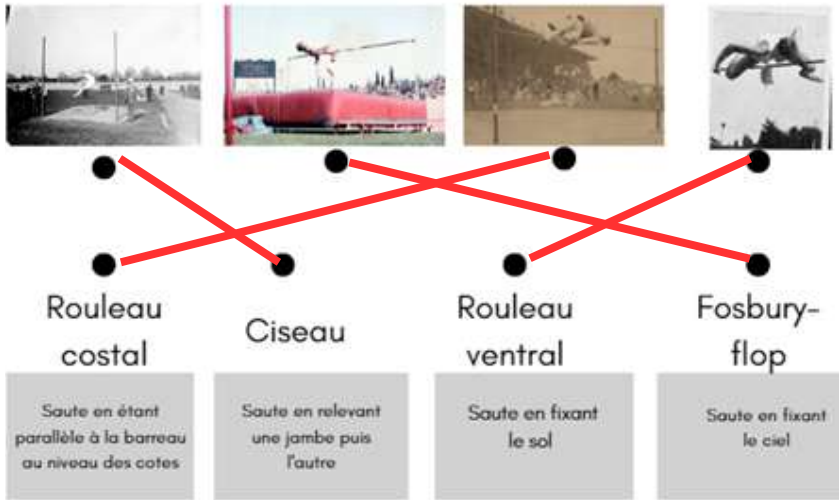 Rouleau
costal
Ciseau
Rouleau
ventral
Fosbury-
flop
Saute en étant
parallèle à la barreau
au niveau des cotes
Saute en relevant
une jambe puis
l'autre
Saute en fixant
le sol
Saute en fixant
le ciel